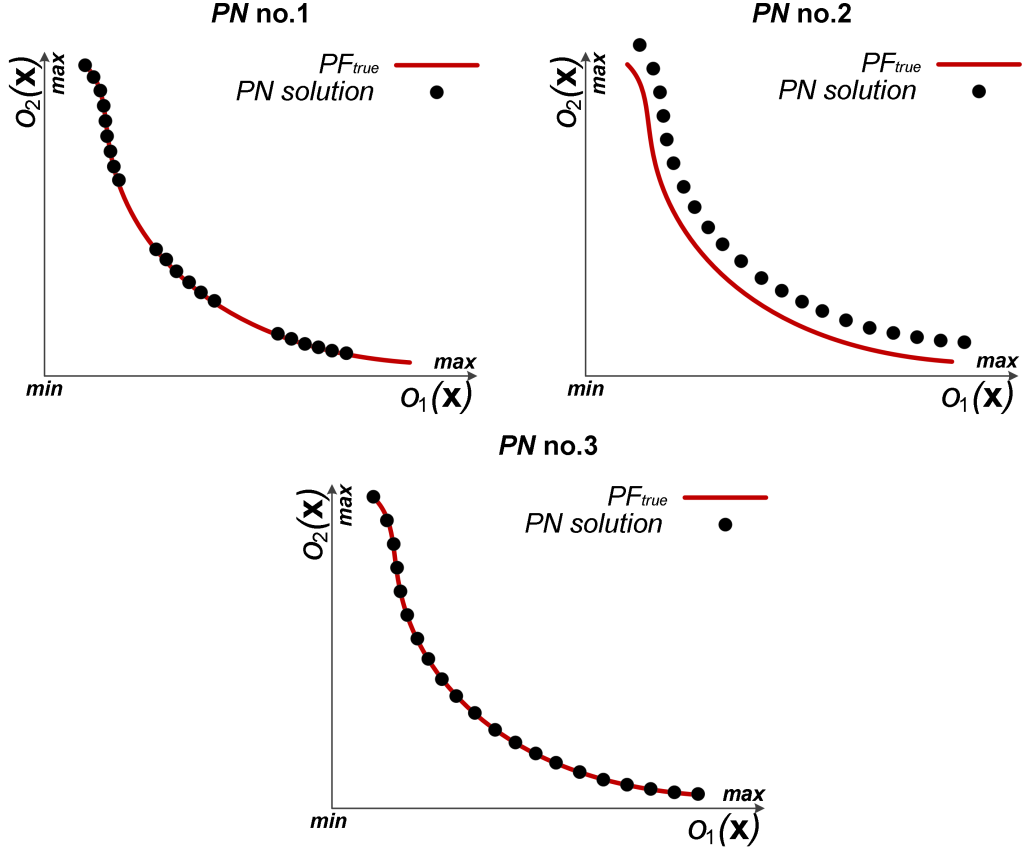 PN no.1
O₂(x)
max
PFtrue
PN solution
max
min
O₁(x)
PN no.2
O₂(x)
max
PFtrue
PN solution
max
min
O₁(x)
PN no.3
O₂(x)
max
PFtrue
PN solution
max
min
O₁(x)